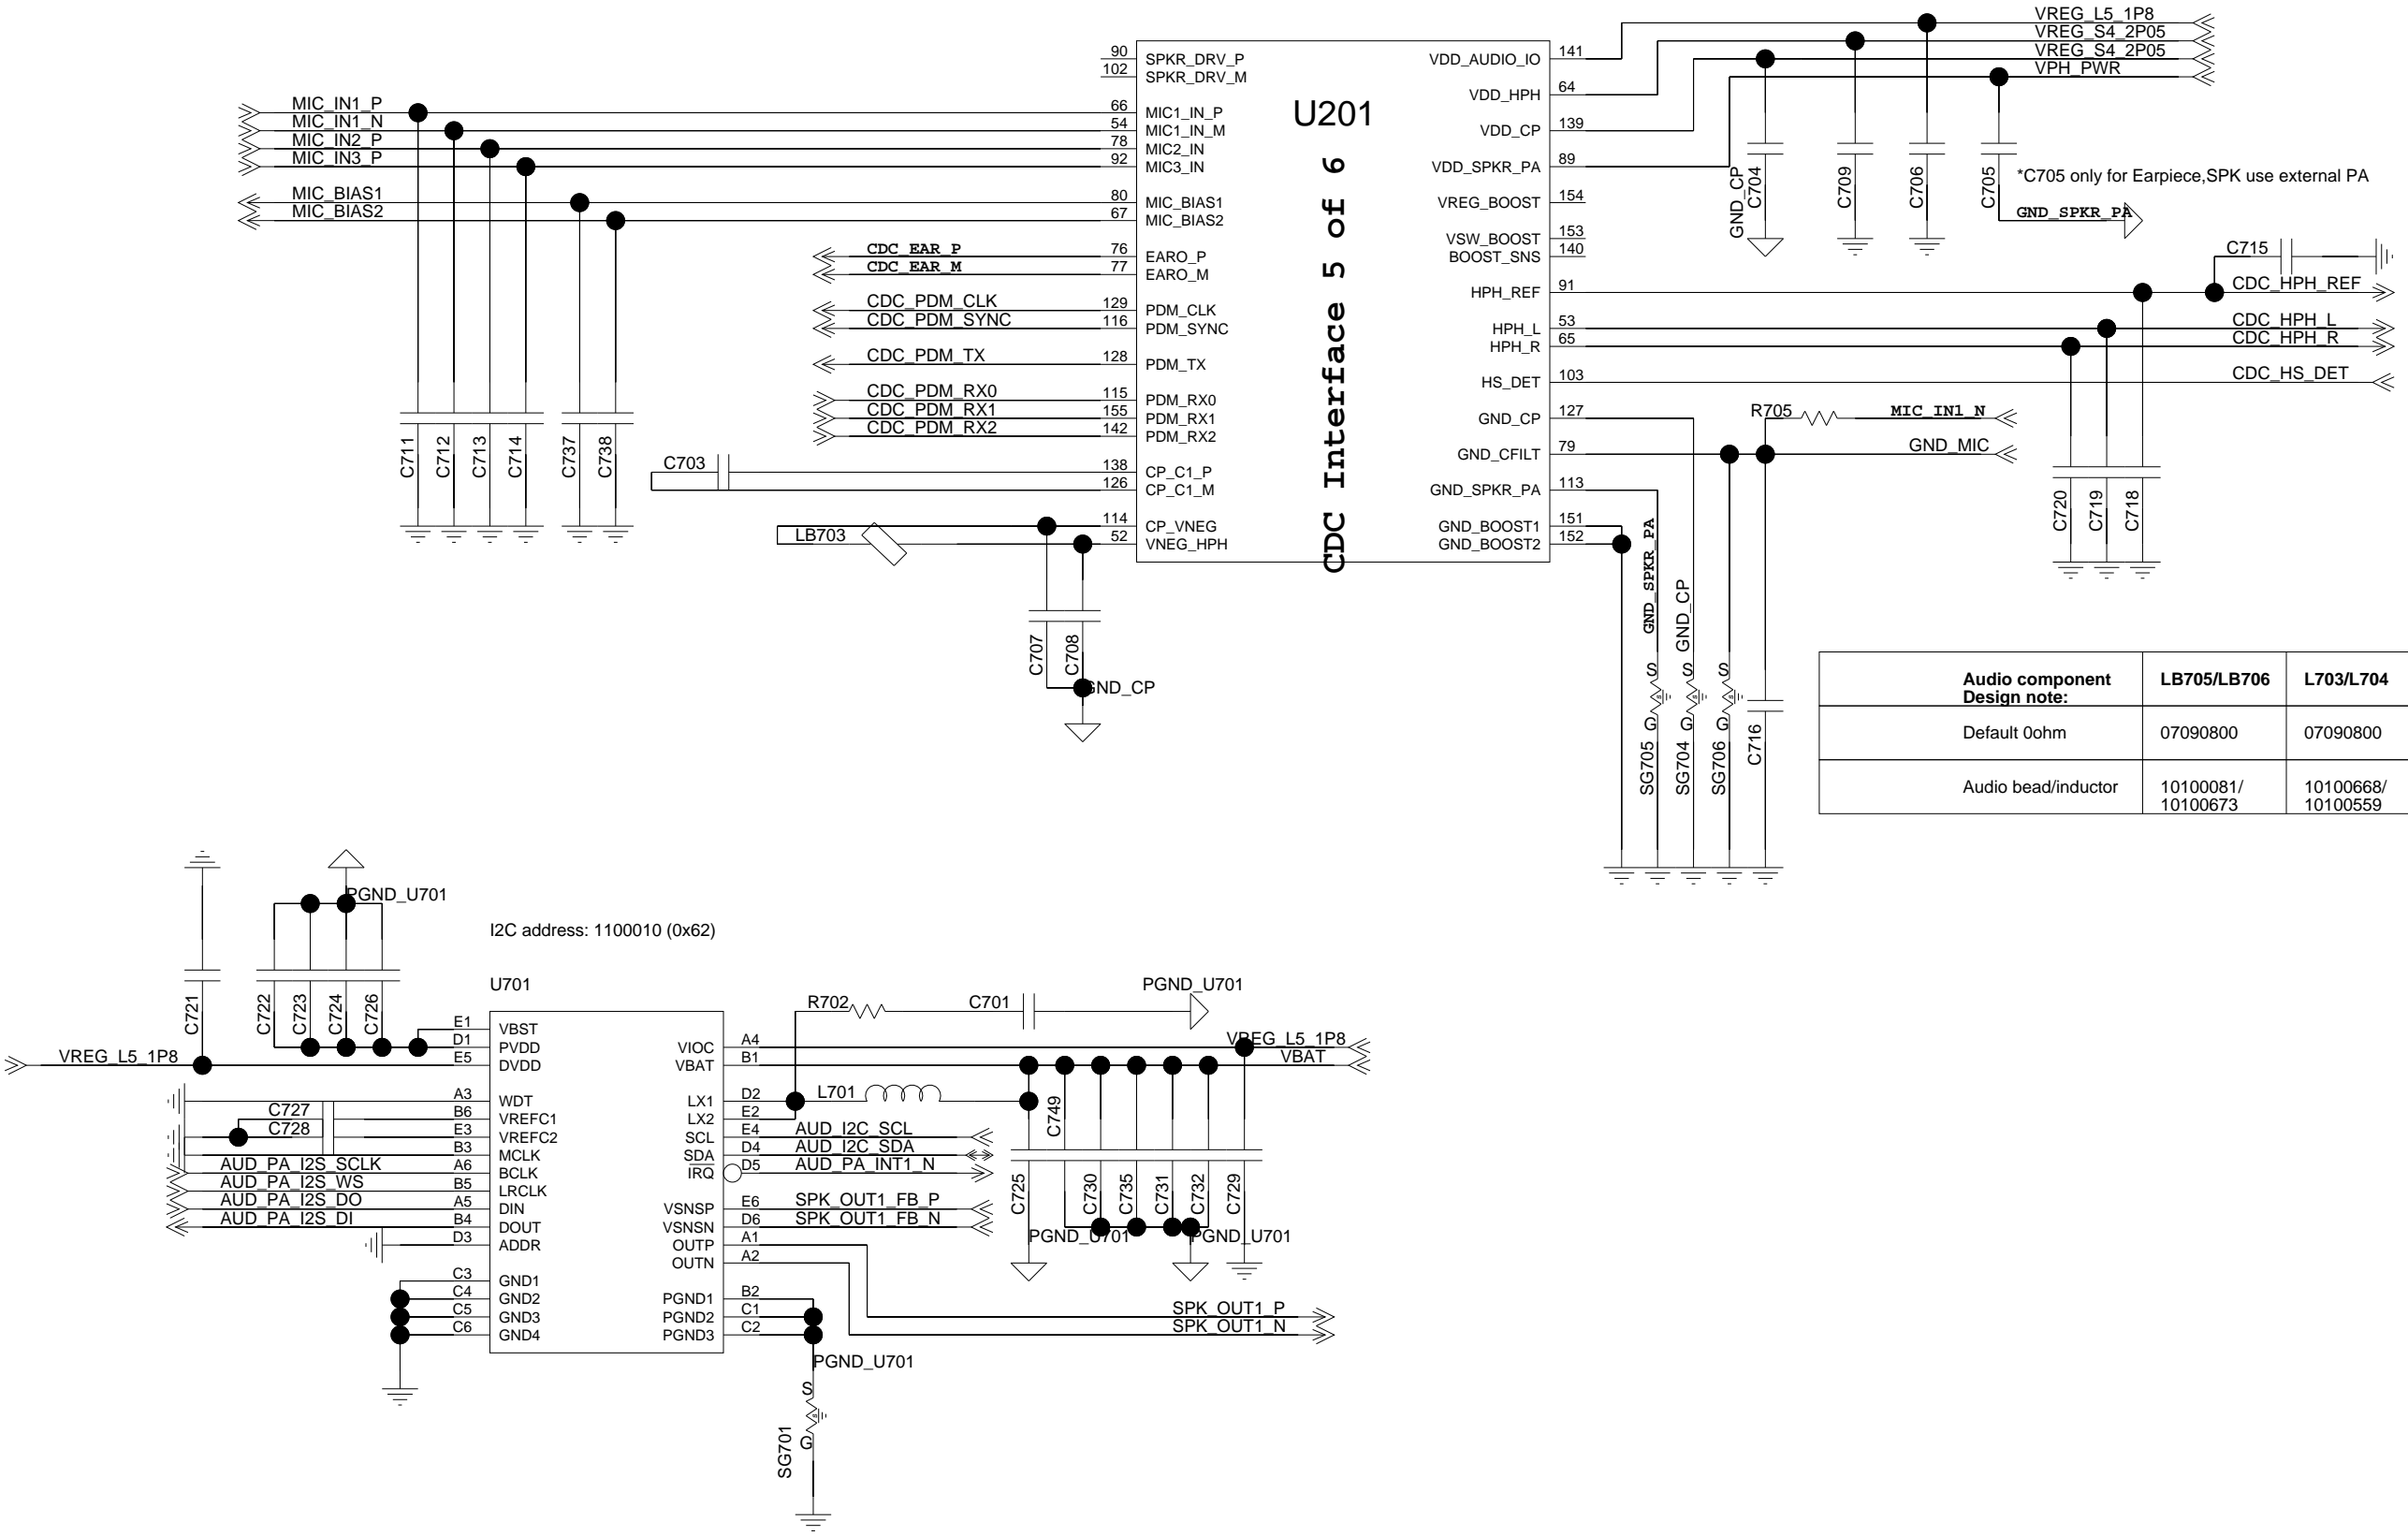 VREG_L5_1P8
VREG_S4_2P05
VREG_S4_2P05
VPH_PWR
U201
CDC Interface 5 of 6
90 SPKR_DRV_P
102 SPKR_DRV_M
MIC_IN1_P 66 MIC1_IN_P
MIC_IN1_N 54 MIC1_IN_M
MIC_IN2_P 78 MIC2_IN
MIC_IN3_P 92 MIC3_IN
MIC_BIAS1 80 MIC_BIAS1
MIC_BIAS2 67 MIC_BIAS2
CDC_EAR_P 76 EARO_P
CDC_EAR_M 77 EARO_M
CDC_PDM_CLK 129 PDM_CLK
CDC_PDM_SYNC 116 PDM_SYNC
CDC_PDM_TX 128 PDM_TX
CDC_PDM_RX0 115 PDM_RX0
CDC_PDM_RX1 155 PDM_RX1
CDC_PDM_RX2 142 PDM_RX2
C703 138 CP_C1_P
126 CP_C1_M
114 CP_VNEG
LB703 52 VNEG_HPH
C711
C712
C713
C714
C737
C738
C707
C708
GND_CP
VDD_AUDIO_IO 141
VDD_HPH 64
VDD_CP 139
VDD_SPKR_PA 89
VREG_BOOST 154
VSW_BOOST 153
BOOST_SNS 140
HPH_REF 91
HPH_L 53
HPH_R 65
HS_DET 103
GND_CP 127
GND_CFILT 79
GND_SPKR_PA 113
GND_BOOST1 151
GND_BOOST2 152
GND_CP
C704
C709
C706
C705
*C705 only for Earpiece,SPK use external PA
GND_SPKR_PA
C715
CDC_HPH_REF
CDC_HPH_L
CDC_HPH_R
CDC_HS_DET
R705 MIC_IN1_N
GND_MIC
C720
C719
C718
GND_SPKR_PA
GND_CP
S S S
G G G
SG705
SG704
SG706
C716
Audio component Design note: LB705/LB706 L703/L704
Default 0ohm 07090800 07090800
Audio bead/inductor 10100081/ 10100673 10100668/ 10100559
PGND_U701
I2C address: 1100010 (0x62)
C721
C722
C723
C724
C726
U701
VREG_L5_1P8
E1 VBST
D1 PVDD
E5 DVDD
A3 WDT
C727 B6 VREFC1
C728 E3 VREFC2
B3 MCLK
AUD_PA_I2S_SCLK A6 BCLK
AUD_PA_I2S_WS B5 LRCLK
AUD_PA_I2S_DO A5 DIN
AUD_PA_I2S_DI B4 DOUT
D3 ADDR
C3 GND1
C4 GND2
C5 GND3
C6 GND4
R702 C701 PGND_U701
VIOC A4 VREG_L5_1P8
VBAT B1 VBAT
LX1 D2 L701
LX2 E2
SCL E4 AUD_I2C_SCL
SDA D4 AUD_I2C_SDA
IRQ D5 AUD_PA_INT1_N
VSNSP E6 SPK_OUT1_FB_P
VSNSN D6 SPK_OUT1_FB_N
OUTP A1
OUTN A2
PGND1 B2
PGND2 C1
PGND3 C2
C749
C725
C730
C735
C731
C732
C729
PGND_U701 PGND_U701
SPK_OUT1_P
SPK_OUT1_N
PGND_U701
S
G
SG701